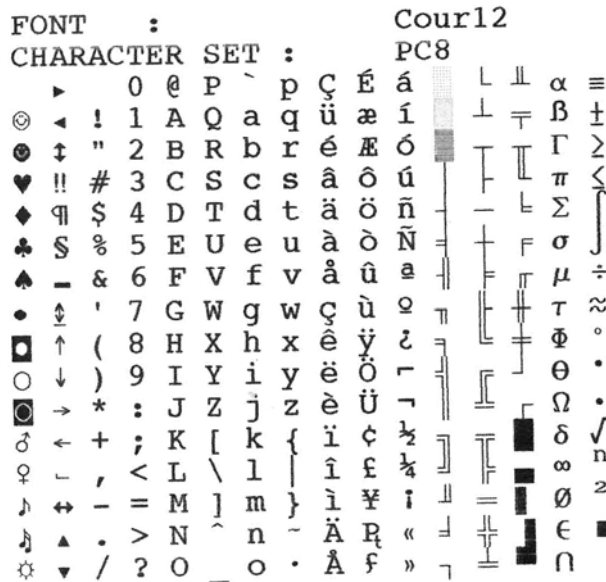 FONT : Cour12
CHARACTER SET : PC8
► 0 @ P ` p Ç É á ░ └ ╨ α ≡
☺ ◄ ! 1 A Q a q ü æ í ▒ ┴ ╤ ß ±
☻ ↕ " 2 B R b r é Æ ó ▓ ┬ ╥ Γ ≥
♥ ‼ # 3 C S c s â ô ú │ ├ ╙ π ≤
♦ ¶ $ 4 D T d t ä ö ñ ┤ ─ ╘ Σ ⌠
♣ § % 5 E U e u à ò Ñ ╡ ┼ ╒ σ ⌡
♠ ▬ & 6 F V f v å û ª ╢ ╞ ╓ µ ÷
• ↨ ' 7 G W g w ç ù º ╖ ╟ ╫ τ ≈
◘ ↑ ( 8 H X h x ê ÿ ¿ ╕ ╚ ╪ Φ °
○ ↓ ) 9 I Y i y ë Ö ⌐ ╣ ╔ ┘ Θ •
◙ → * : J Z j z è Ü ¬ ║ ╩ ┌ Ω ·
♂ ← + ; K [ k { ï ¢ ½ ╗ ╦ █ δ √
♀ ∟ , < L \ l | î £ ¼ ╝ ╠ ▄ ∞ ⁿ
♪ ↔ - = M ] m } ì ¥ ¡ ╜ ═ ▌ Ø ²
♫ ▲ . > N ^ n ~ Ä ₧ « ╛ ╬ ▐ ∈ ■
☼ ▼ / ? O _ o · Å ƒ » ┐ ╧ ▀ ∩